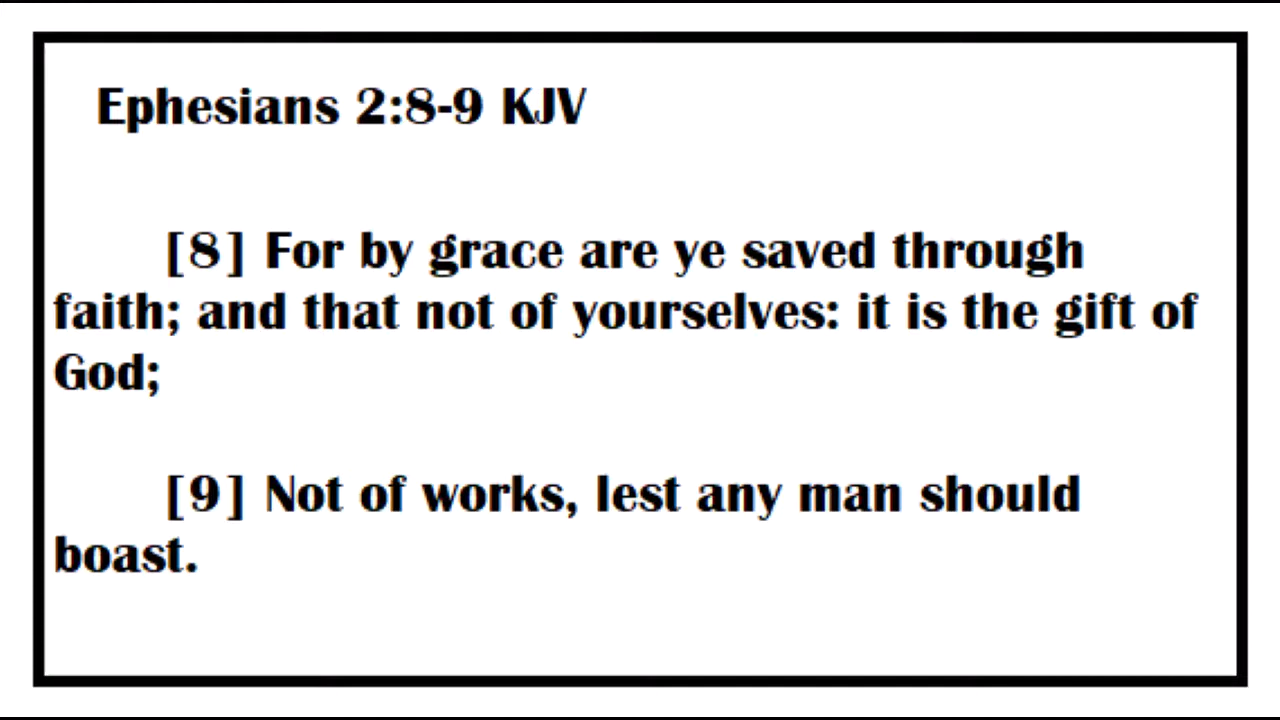 Ephesians 2:8-9 KJV
[8] For by grace are ye saved through
faith; and that not of yourselves: it is the gift of
God;
[9] Not of works, lest any man should
boast.